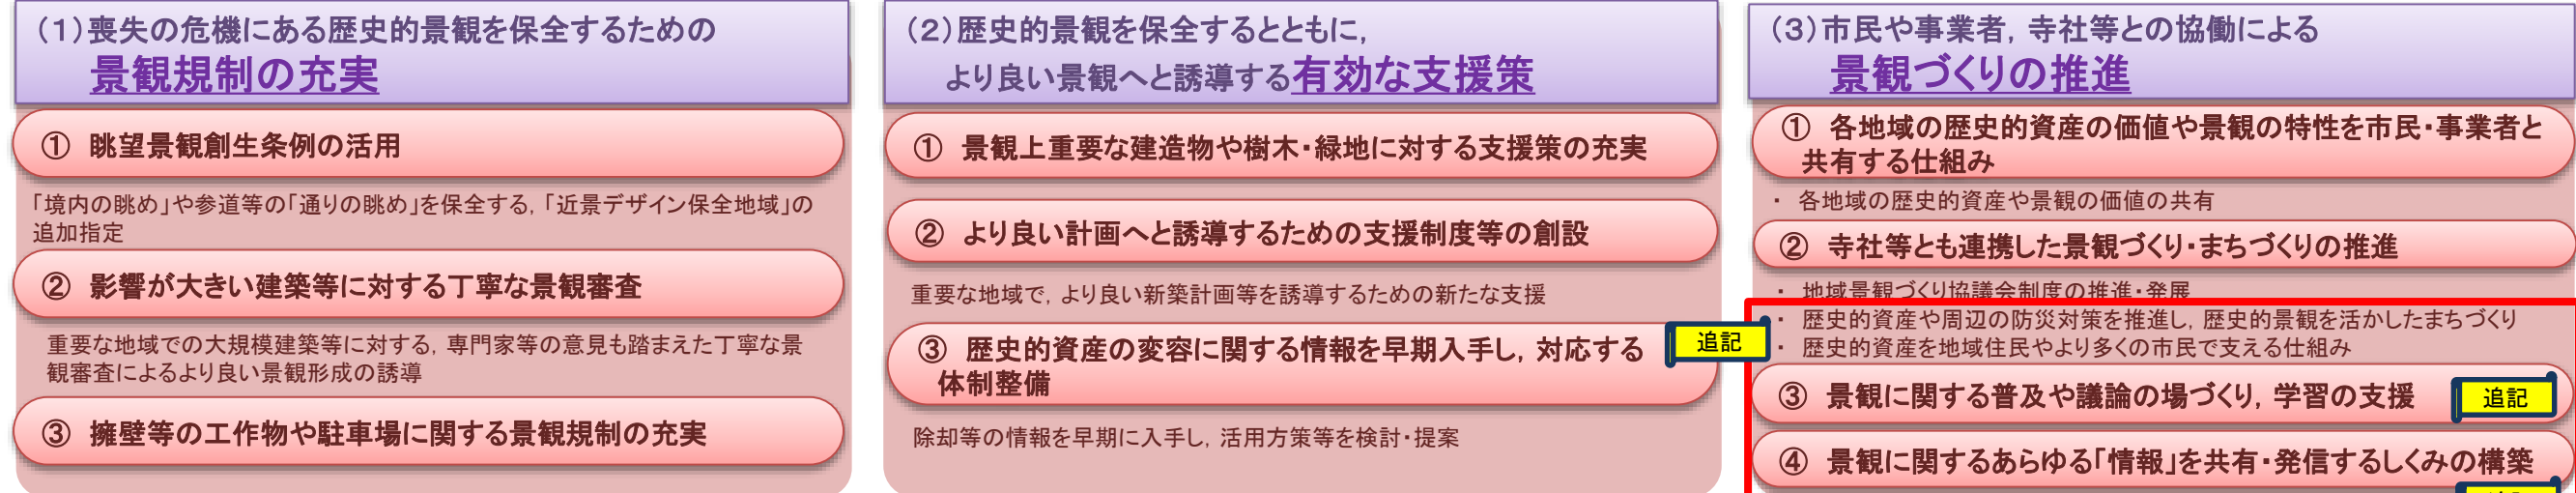 (1)喪失の危機にある歴史的景観を保全するための
景観規制の充実
① 眺望景観創生条例の活用
「境内の眺め」や参道等の「通りの眺め」を保全する，「近景デザイン保全地域」の
追加指定
② 影響が大きい建築等に対する丁寧な景観審査
重要な地域での大規模建築等に対する，専門家等の意見も踏まえた丁寧な景
観審査によるより良い景観形成の誘導
③ 擁壁等の工作物や駐車場に関する景観規制の充実
(2)歴史的景観を保全するとともに，
より良い景観へと誘導する有効な支援策
① 景観上重要な建造物や樹木・緑地に対する支援策の充実
② より良い計画へと誘導するための支援制度等の創設
重要な地域で，より良い新築計画等を誘導するための新たな支援
③ 歴史的資産の変容に関する情報を早期入手し，対応する
体制整備
除却等の情報を早期に入手し，活用方策等を検討・提案
(3)市民や事業者，寺社等との協働による
景観づくりの推進
① 各地域の歴史的資産の価値や景観の特性を市民・事業者と
共有する仕組み
・ 各地域の歴史的資産や景観の価値の共有
② 寺社等とも連携した景観づくり・まちづくりの推進
・ 地域景観づくり協議会制度の推進・発展
追記
・ 歴史的資産や周辺の防災対策を推進し，歴史的景観を活かしたまちづくり
・ 歴史的資産を地域住民やより多くの市民で支える仕組み
③ 景観に関する普及や議論の場づくり，学習の支援
追記
④ 景観に関するあらゆる「情報」を共有・発信するしくみの構築